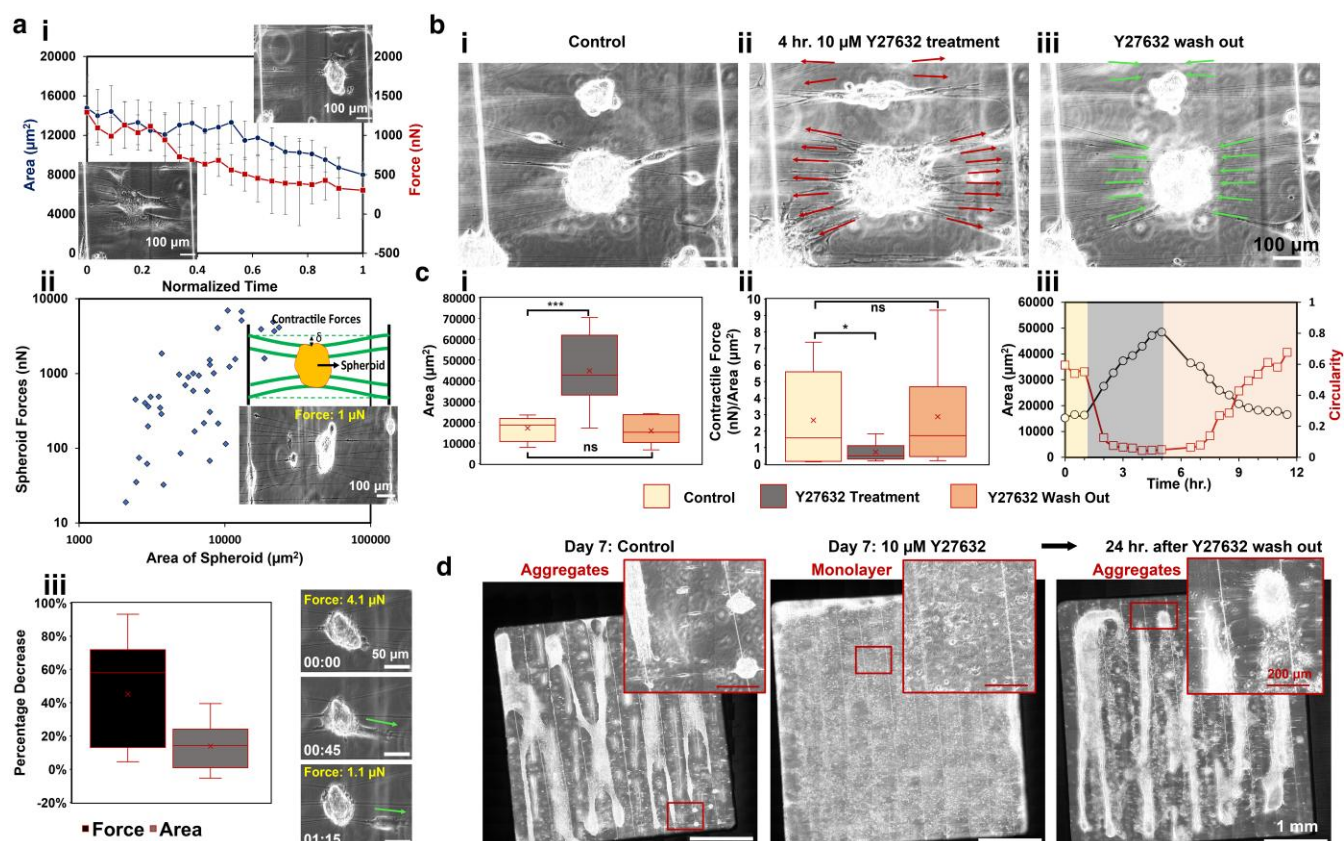 a
i
20000
16000
12000
8000
4000
0
Area (µm²)
2000
1500
1000
500
0
-500
Force (nN)
100 µm
100 µm
0 0.2 0.4 0.6 0.8 1
Normalized Time
ii
10000
1000
100
10
Spheroid Forces (nN)
Contractile Forces
δ
Spheroid
Force: 1 µN
100 µm
1000 10000 100000
Area of Spheroid (µm²)
iii
100%
80%
60%
40%
20%
0%
-20%
Percentage Decrease
Force Area
Force: 4.1 µN
00:00
50 µm
00:45
Force: 1.1 µN
01:15
b
i
Control
ii
4 hr. 10 µM Y27632 treatment
iii
Y27632 wash out
100 µm
c
i
80000
70000
60000
50000
40000
30000
20000
10000
0
Area (µm²)
***
ns
ii
10
9
8
7
6
5
4
3
2
1
0
Contractile Force
(nN)/Area (µm²)
ns
*
iii
60000
50000
40000
30000
20000
10000
0
Area (µm²)
1
0.8
0.6
0.4
0.2
0
Circularity
0 3 6 9 12
Time (hr.)
Control
Y27632 Treatment
Y27632 Wash Out
d
Day 7: Control
Aggregates
Day 7: 10 µM Y27632
Monolayer
24 hr. after Y27632 wash out
Aggregates
200 µm
1 mm